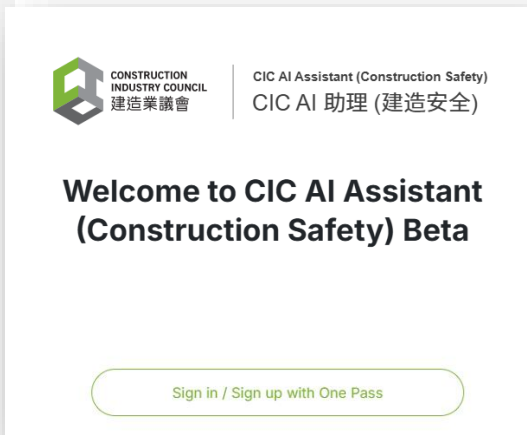 CONSTRUCTION
INDUSTRY COUNCIL
建造業議會
CIC AI Assistant (Construction Safety)
CIC AI 助理 (建造安全)
Welcome to CIC AI Assistant
(Construction Safety) Beta
Sign in / Sign up with One Pass